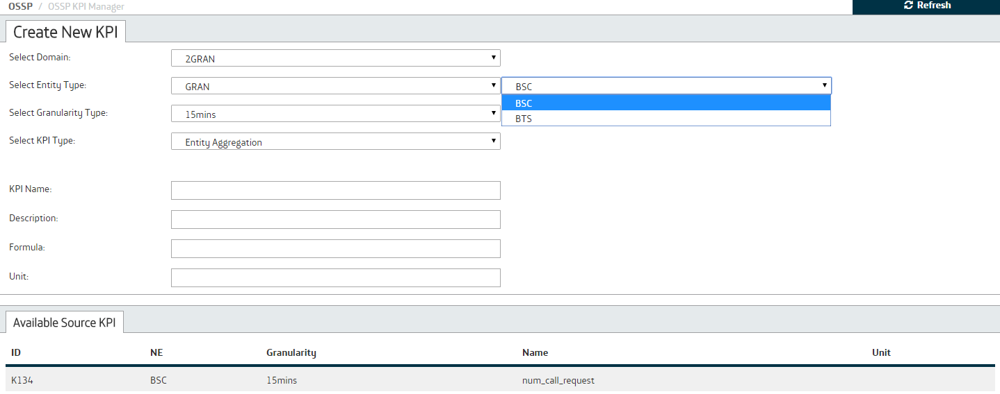 OSSP / OSSP KPI Manager Refresh
Create New KPI
Select Domain: 2GRAN
Select Entity Type: GRAN BSC
BSC
Select Granularity Type: 15mins
BTS
Select KPI Type: Entity Aggregation
KPI Name:
Description:
Formula:
Unit:
Available Source KPI
ID NE Granularity Name Unit
K134 BSC 15mins num_call_request